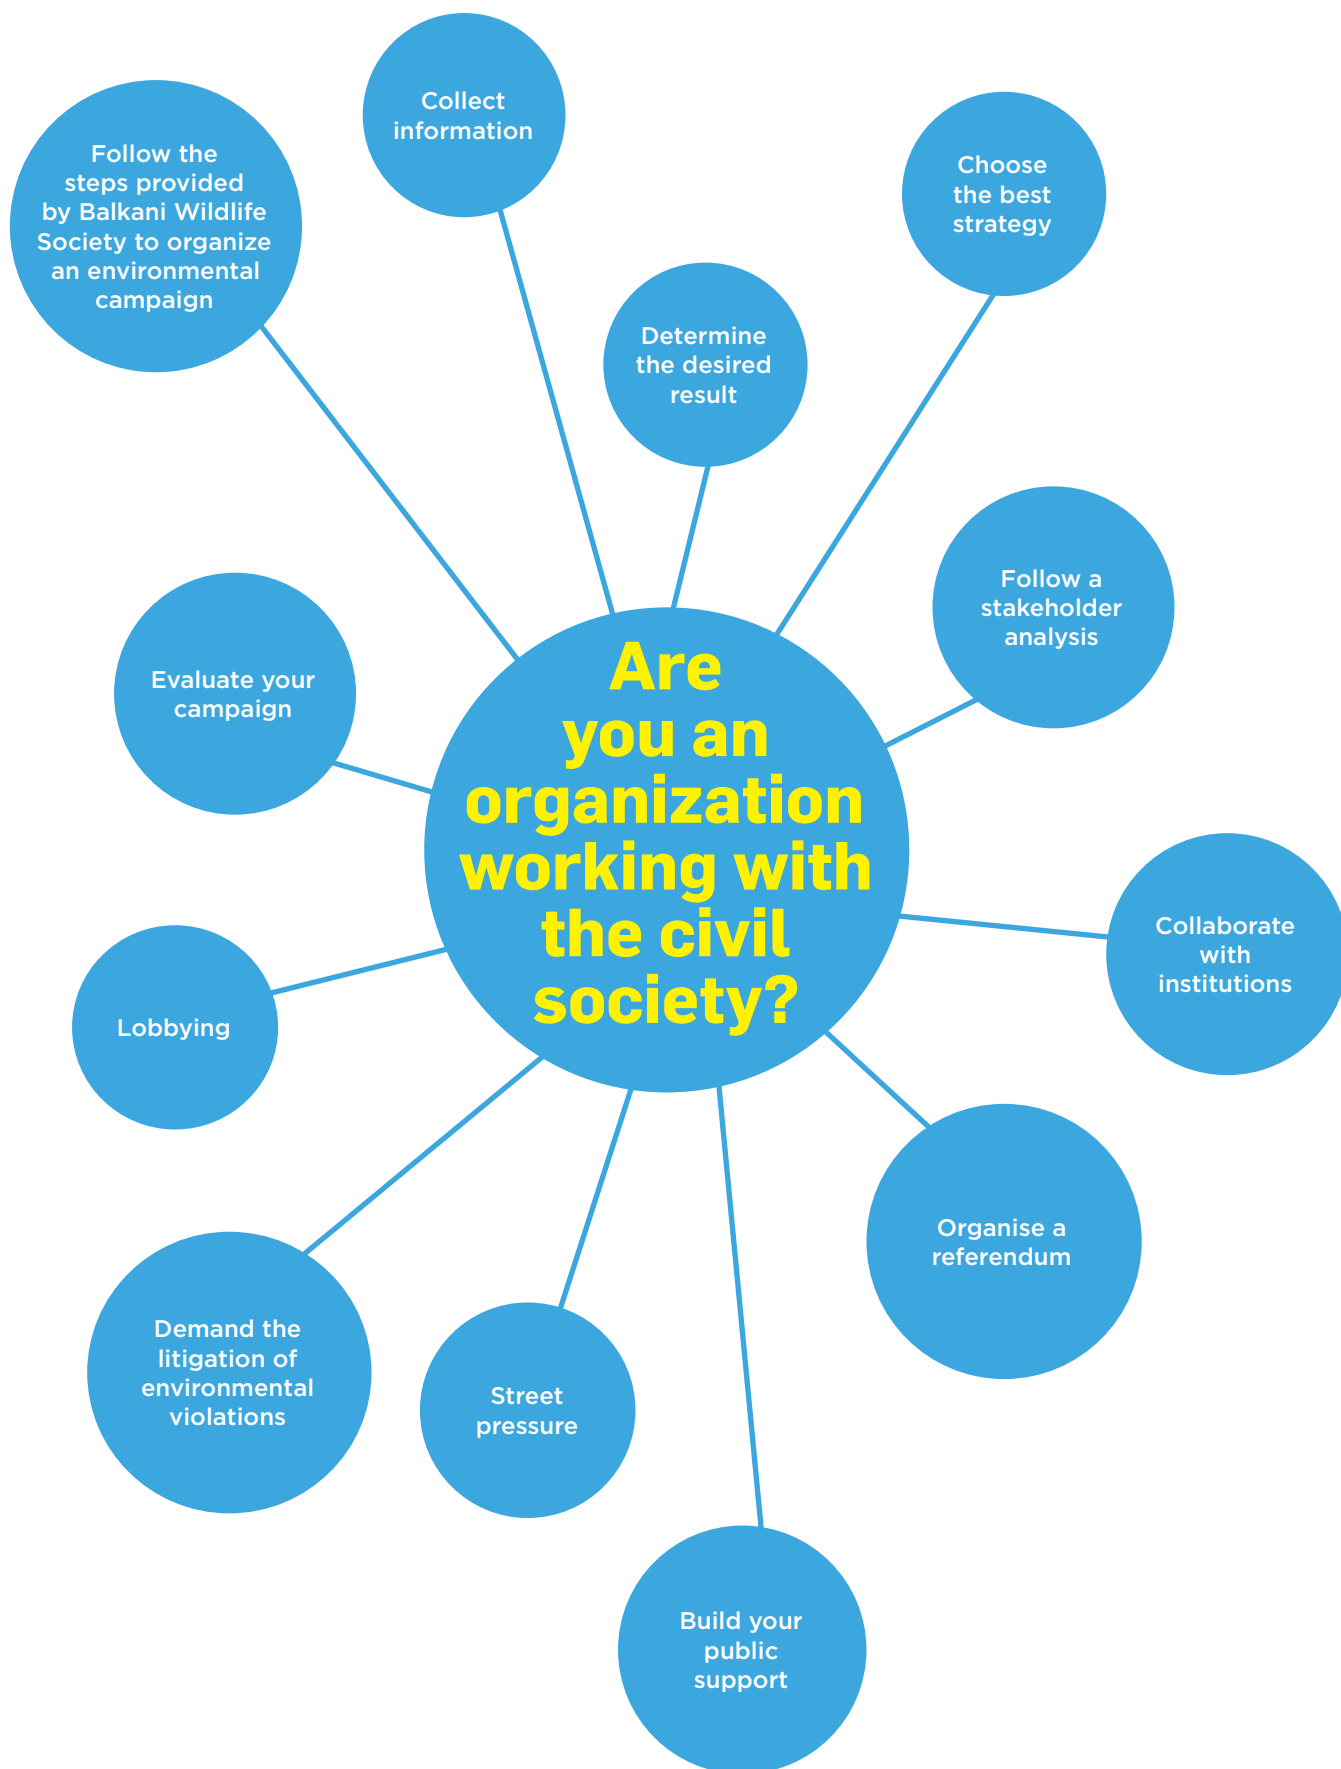 Follow the
steps provided
by Balkani Wildlife
Society to organize
an environmental
campaign
Collect
information
Determine
the desired
result
Choose
the best
strategy
Follow a
stakeholder
analysis
Collaborate
with
institutions
Organise a
referendum
Build your
public
support
Street
pressure
Demand the
litigation of
environmental
violations
Lobbying
Evaluate your
campaign
Are
you an
organization
working with
the civil
society?